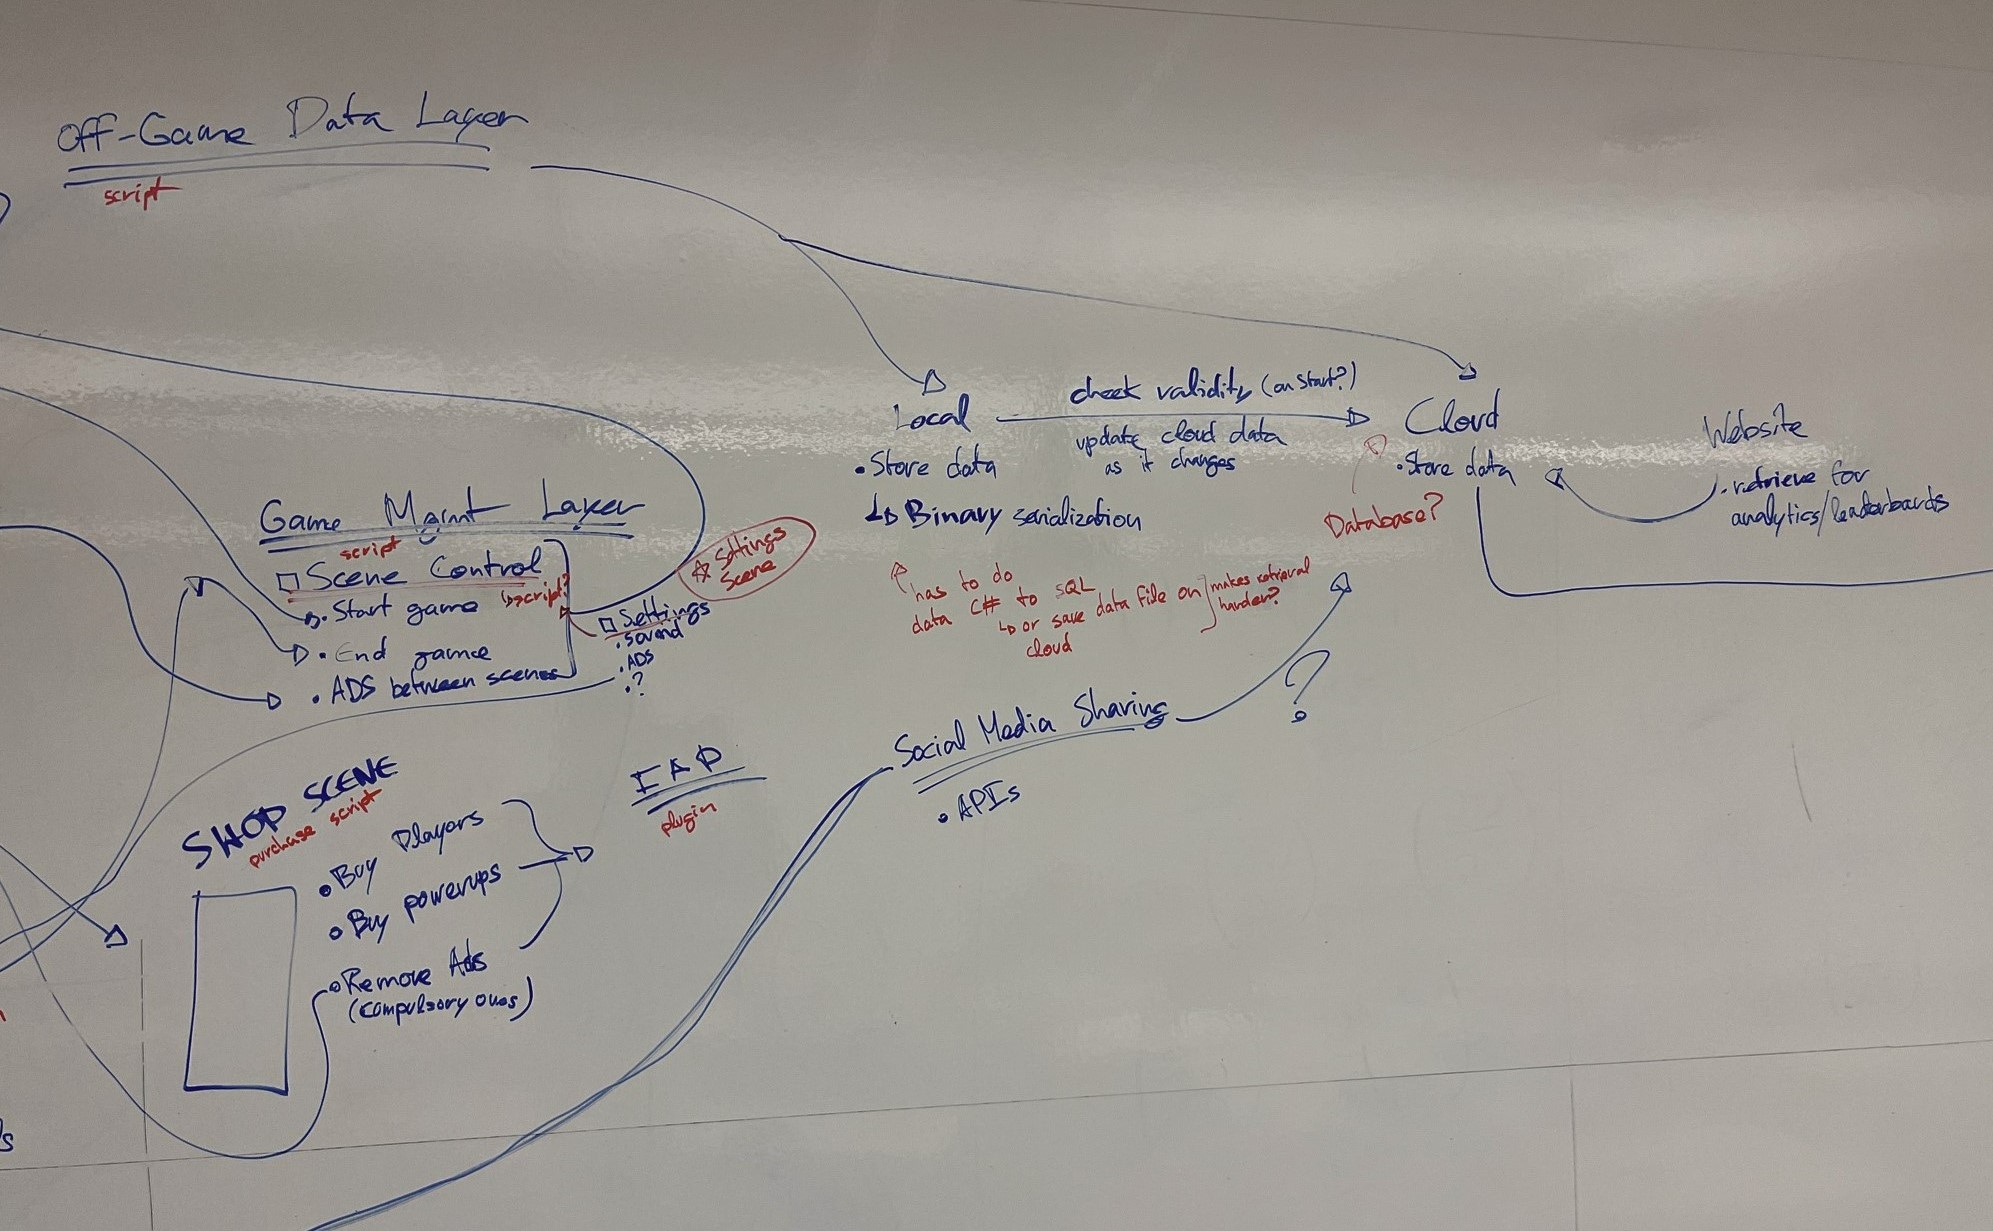 Off-Game Data Layer
script
Local
• Store data
↳ Binary serialization
check validity (on start?)
update cloud data
as it changes
Cloud
• Store data
Database?
Website
• retrieve for
analytics/leaderboards
has to do
data C# to SQL
↳ or save data file on
cloud
makes retrieval
harder?
Game Mgmt Layer
script
□ Scene Control
↳ script?
• Start game
• End game
• ADS between scenes
☆ Settings
Scene
□ Settings
• sound
• ADS
• ?
SHOP SCENE
purchase script
• Buy Players
• Buy powerups
• Remove Ads
(compulsory ones)
IAP
plugin
Social Media Sharing
• APIs
?